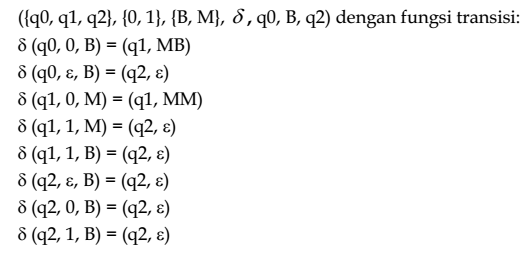 ({q0, q1, q2}, {0, 1}, {B, M}, δ, q0, B, q2) dengan fungsi transisi:
δ (q0, 0, B) = (q1, MB)
δ (q0, ε, B) = (q2, ε)
δ (q1, 0, M) = (q1, MM)
δ (q1, 1, M) = (q2, ε)
δ (q1, 1, B) = (q2, ε)
δ (q2, ε, B) = (q2, ε)
δ (q2, 0, B) = (q2, ε)
δ (q2, 1, B) = (q2, ε)